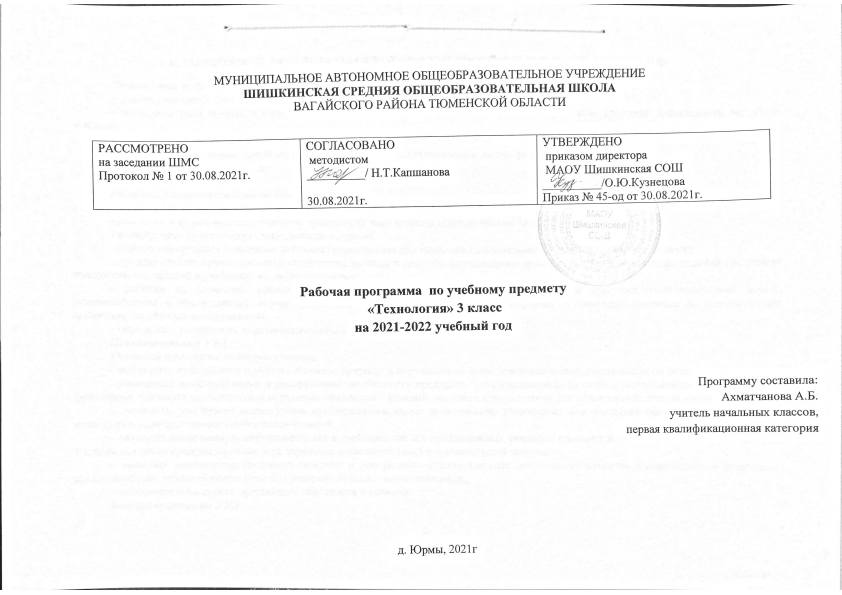 МУНИЦИПАЛЬНОЕ АВТОНОМНОЕ ОБЩЕОБРАЗОВАТЕЛЬНОЕ УЧРЕЖДЕНИЕ
ШИШКИНСКАЯ СРЕДНЯЯ ОБЩЕОБРАЗОВАТЕЛЬНАЯ ШКОЛА
ВАГАЙСКОГО РАЙОНА ТЮМЕНСКОЙ ОБЛАСТИ
РАССМОТРЕНО
на заседании ШМС
Протокол № 1 от 30.08.2021г.
СОГЛАСОВАНО
методистом
/ Н.Т.Капшанова
30.08.2021г.
УТВЕРЖДЕНО
приказом директора
МАОУ Шишкинская СОШ
/О.Ю.Кузнецова
Приказ № 45-од от 30.08.2021г.
МАОУ
Шишкинская
СОШ
Рабочая программа по учебному предмету
«Технология» 3 класс
на 2021-2022 учебный год
Программу составила:
Ахматчанова А.Б.
учитель начальных классов,
первая квалификационная категория
д. Юрмы, 2021г